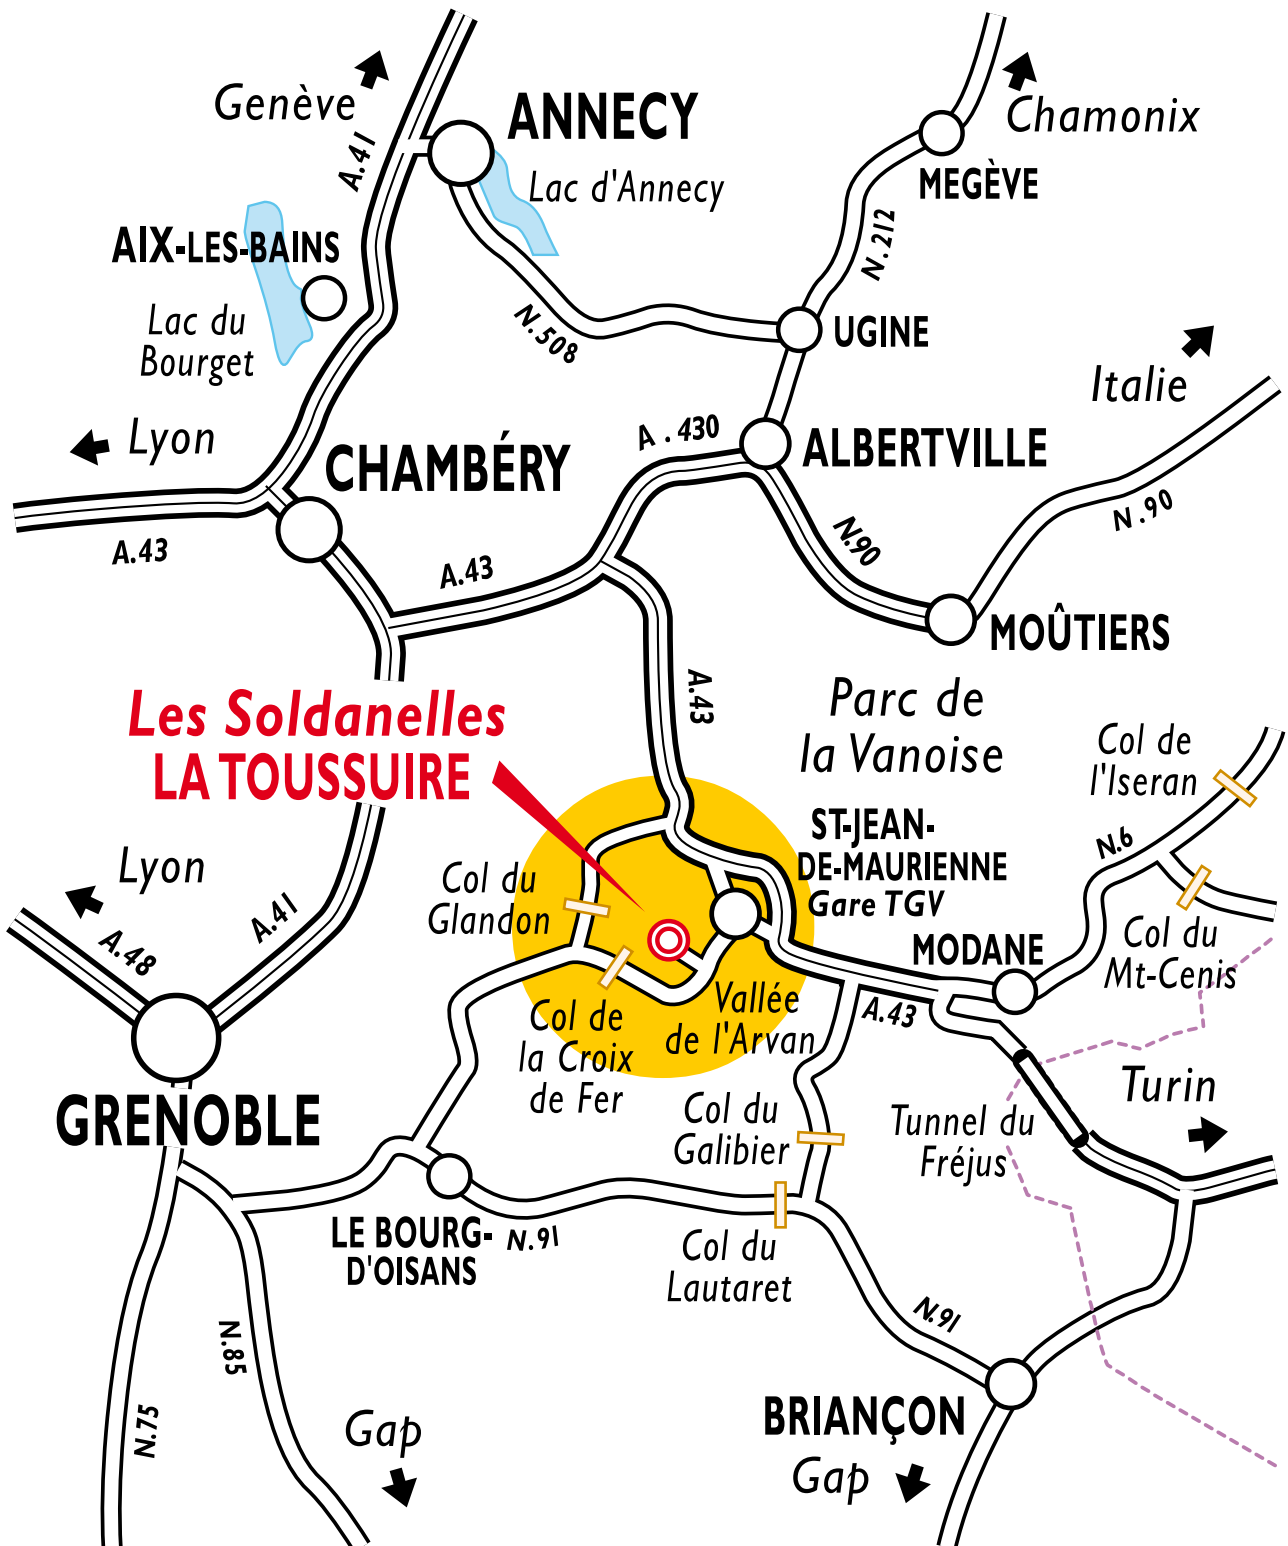 Genève
ANNECY
Chamonix
A.41
Lac d'Annecy
MEGÈVE
AIX-LES-BAINS
N.212
Lac du
Bourget
N.508
UGINE
Italie
Lyon
CHAMBÉRY
A.430
ALBERTVILLE
A.43
A.43
N.90
N.90
MOÛTIERS
A.43
Parc de
la Vanoise
Les Soldanelles
LA TOUSSUIRE
Col de
l'Iseran
ST-JEAN-
DE-MAURIENNE
Gare TGV
N.6
Lyon
Col du
Glandon
A.48
A.41
MODANE
Col du
Mt-Cenis
Vallée
de l'Arvan
A.43
Col de
la Croix
de Fer
GRENOBLE
Col du
Galibier
Tunnel du
Fréjus
Turin
LE BOURG-
D'OISANS
N.91
Col du
Lautaret
N.91
N.85
N.75
Gap
BRIANÇON
Gap